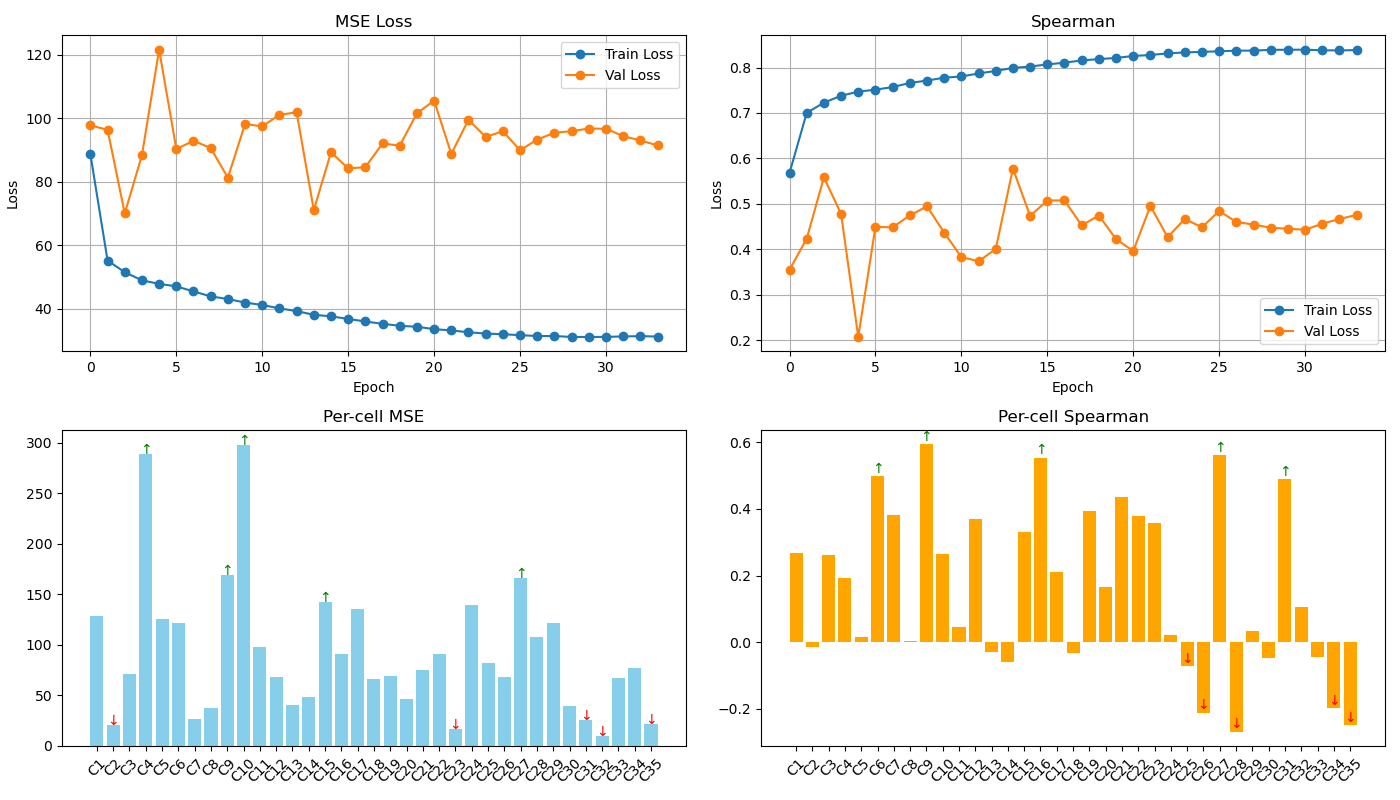 MSE Loss
120
100
80
60
40
Loss
0 5 10 15 20 25 30
Epoch
Train Loss
Val Loss
Spearman
0.8
0.7
0.6
0.5
0.4
0.3
0.2
Loss
0 5 10 15 20 25 30
Epoch
Train Loss
Val Loss
Per-cell MSE
300
250
200
150
100
50
0
↑ ↑ ↑ ↑ ↑
↓ ↓ ↓ ↓ ↓
C1 C2 C3 C4 C5 C6 C7 C8 C9 C10 C11 C12 C13 C14 C15 C16 C17 C18 C19 C20 C21 C22 C23 C24 C25 C26 C27 C28 C29 C30 C31 C32 C33 C34 C35
Per-cell Spearman
0.6
0.4
0.2
0.0
−0.2
↑ ↑ ↑ ↑ ↑
↓ ↓ ↓ ↓ ↓
C1 C2 C3 C4 C5 C6 C7 C8 C9 C10 C11 C12 C13 C14 C15 C16 C17 C18 C19 C20 C21 C22 C23 C24 C25 C26 C27 C28 C29 C30 C31 C32 C33 C34 C35